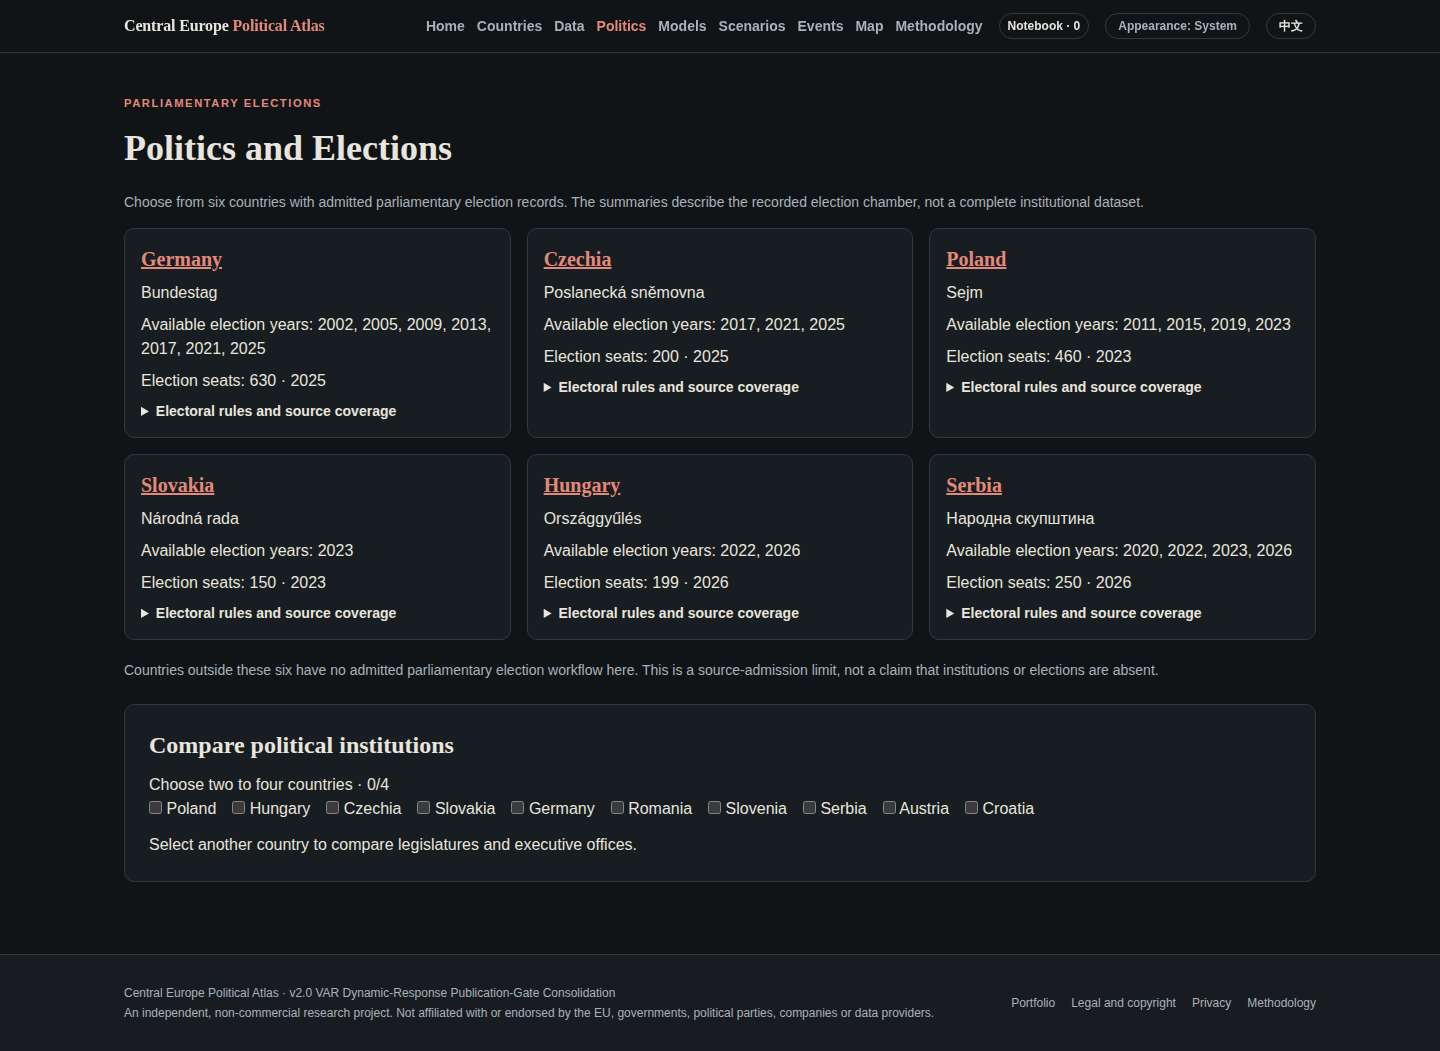 Central Europe Political Atlas
Home Countries Data Politics Models Scenarios Events Map Methodology
Notebook · 0
Appearance: System
中文
PARLIAMENTARY ELECTIONS
Politics and Elections
Choose from six countries with admitted parliamentary election records. The summaries describe the recorded election chamber, not a complete institutional dataset.
Germany
Bundestag
Available election years: 2002, 2005, 2009, 2013,
2017, 2021, 2025
Election seats: 630 · 2025
Electoral rules and source coverage
Czechia
Poslanecká sněmovna
Available election years: 2017, 2021, 2025
Election seats: 200 · 2025
Electoral rules and source coverage
Poland
Sejm
Available election years: 2011, 2015, 2019, 2023
Election seats: 460 · 2023
Electoral rules and source coverage
Slovakia
Národná rada
Available election years: 2023
Election seats: 150 · 2023
Electoral rules and source coverage
Hungary
Országgyűlés
Available election years: 2022, 2026
Election seats: 199 · 2026
Electoral rules and source coverage
Serbia
Народна скупштина
Available election years: 2020, 2022, 2023, 2026
Election seats: 250 · 2026
Electoral rules and source coverage
Countries outside these six have no admitted parliamentary election workflow here. This is a source-admission limit, not a claim that institutions or elections are absent.
Compare political institutions
Choose two to four countries · 0/4
Poland Hungary Czechia Slovakia Germany Romania Slovenia Serbia Austria Croatia
Select another country to compare legislatures and executive offices.
Central Europe Political Atlas · v2.0 VAR Dynamic-Response Publication-Gate Consolidation
An independent, non-commercial research project. Not affiliated with or endorsed by the EU, governments, political parties, companies or data providers.
Portfolio Legal and copyright Privacy Methodology